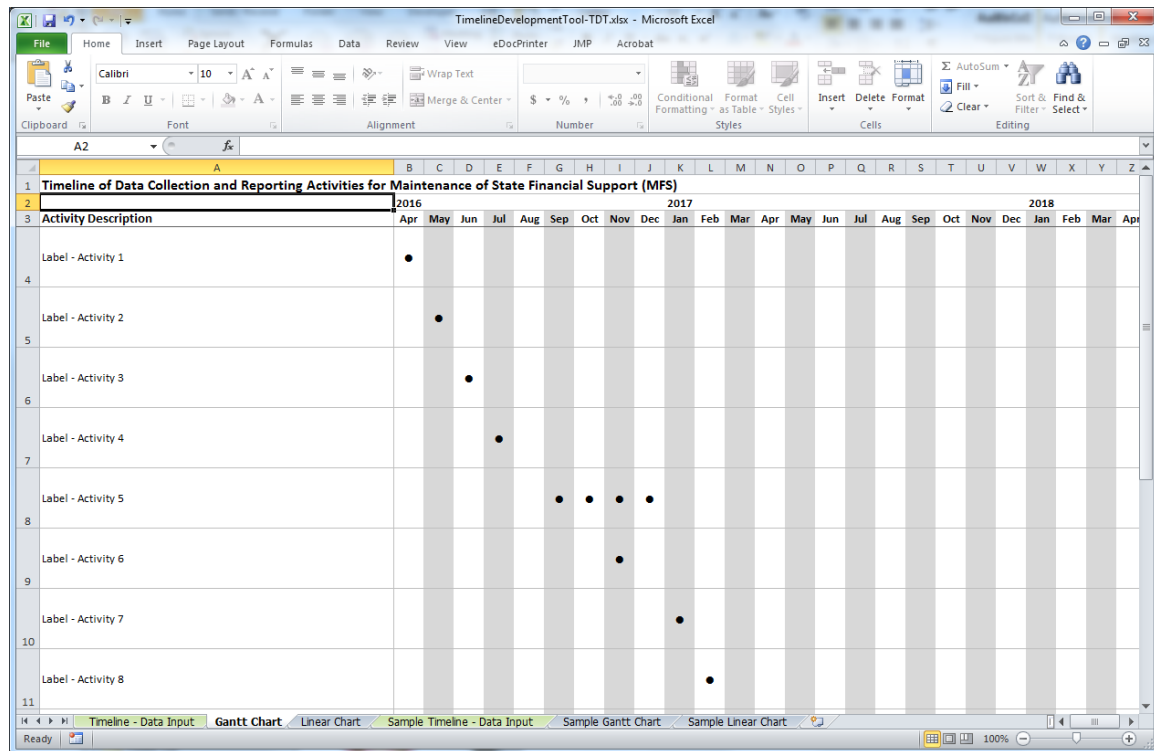 TimelineDevelopmentTool-TDT.xlsx - Microsoft Excel
File Home Insert Page Layout Formulas Data Review View eDocPrinter JMP Acrobat
Calibri 10 Wrap Text Σ AutoSum
Paste B I U A Merge & Center $ % , Conditional Formatting Format as Table Cell Styles Insert Delete Format Fill Clear Sort & Filter Find & Select
Clipboard Font Alignment Number Styles Cells Editing
A2 fx
A B C D E F G H I J K L M N O P Q R S T U V W X Y Z
1 Timeline of Data Collection and Reporting Activities for Maintenance of State Financial Support (MFS)
2 2016 2017 2018
3 Activity Description Apr May Jun Jul Aug Sep Oct Nov Dec Jan Feb Mar Apr May Jun Jul Aug Sep Oct Nov Dec Jan Feb Mar Apr
Label - Activity 1
4
Label - Activity 2
5
Label - Activity 3
6
Label - Activity 4
7
Label - Activity 5
8
Label - Activity 6
9
Label - Activity 7
10
Label - Activity 8
11
Timeline - Data Input Gantt Chart Linear Chart Sample Timeline - Data Input Sample Gantt Chart Sample Linear Chart
Ready 100%